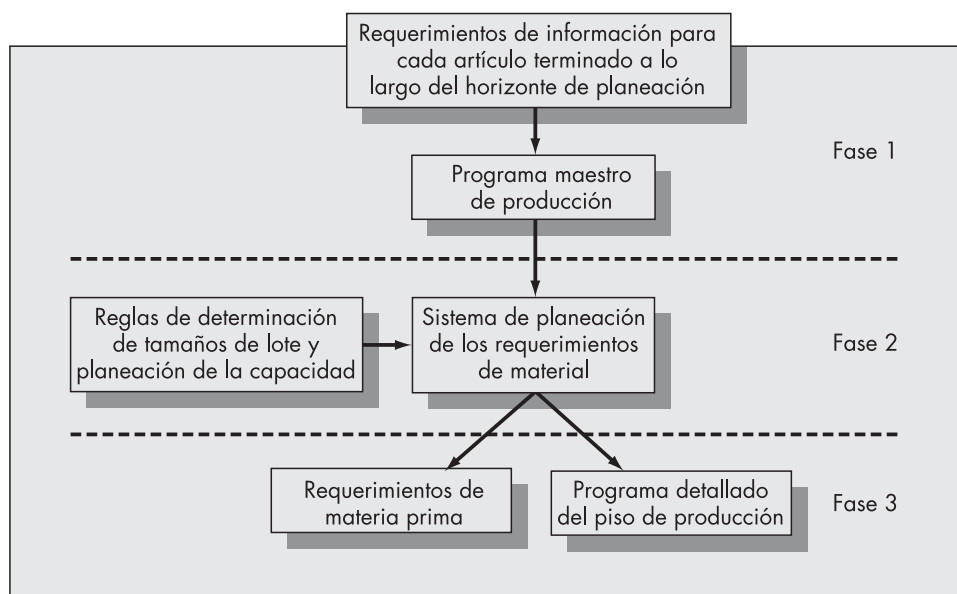 Requerimientos de información para
cada artículo terminado a lo
largo del horizonte de planeación
Fase 1
Programa maestro
de producción
Reglas de determinación
de tamaños de lote y
planeación de la capacidad
Sistema de planeación
de los requerimientos
de material
Fase 2
Requerimientos de
materia prima
Programa detallado
del piso de producción
Fase 3